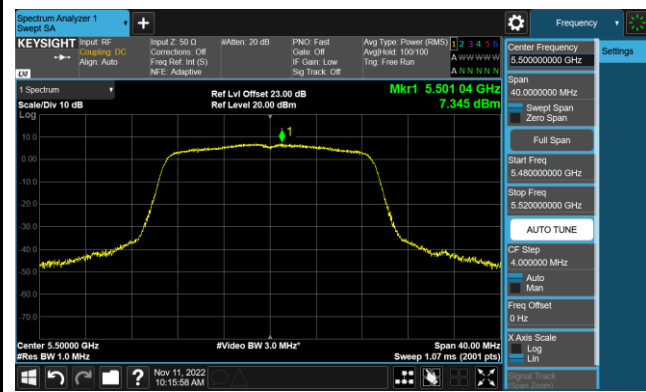 Spectrum Analyzer 1
Swept SA
Frequency
KEYSIGHT
Input: RF
Coupling: DC
Align: Auto
Input Z: 50 Ω
Corrections: Off
Freq Ref: Int (S)
NFE: Adaptive
#Atten: 20 dB
PNO: Fast
Gate: Off
IF Gain: Low
Sig Track: Off
Avg Type: Power (RMS)
Avg|Hold: 100/100
Trig: Free Run
1 2 3 4 5 6
A W W W W W
A N N N N N
LXI
1 Spectrum
Scale/Div 10 dB
Ref Lvl Offset 23.00 dB
Ref Level 20.00 dBm
Mkr1 5.501 04 GHz
7.345 dBm
Log
10.0
0.00
-10.0
-20.0
-30.0
-40.0
-50.0
-60.0
-70.0
1
Center 5.50000 GHz
#Res BW 1.0 MHz
#Video BW 3.0 MHz*
Span 40.00 MHz
Sweep 1.07 ms (2001 pts)
Nov 11, 2022
10:15:58 AM
Center Frequency
5.500000000 GHz
Settings
Span
40.0000000 MHz
Swept Span
Zero Span
Full Span
Start Freq
5.480000000 GHz
Stop Freq
5.520000000 GHz
AUTO TUNE
CF Step
4.000000 MHz
Auto
Man
Freq Offset
0 Hz
X Axis Scale
Log
Lin
Signal Track
(Span Zoom)